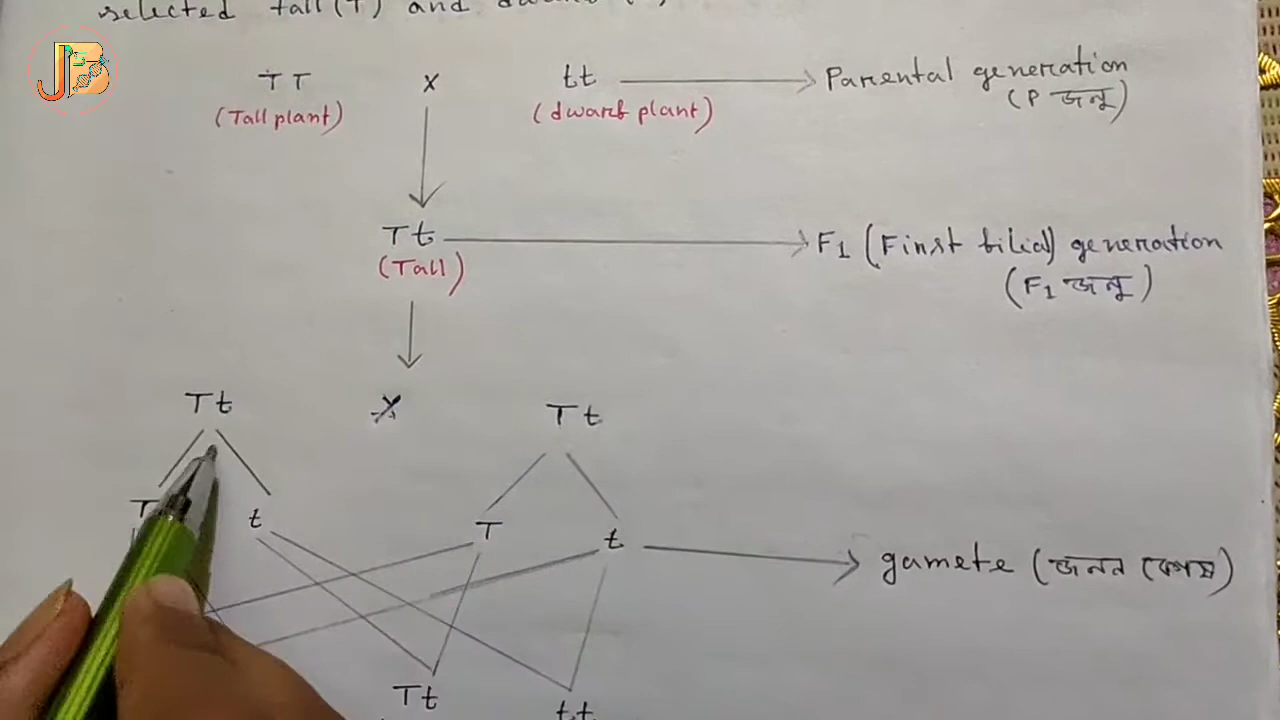 selected tall (T) and
JB
TT x tt Parental generation
(Tall plant) (dwarf plant) (P জনু)
Tt F1 (First filial) generation
(Tall) (F1 জনু)
Tt x Tt
T t T t gamete (জনন কোষ)
Tt tt